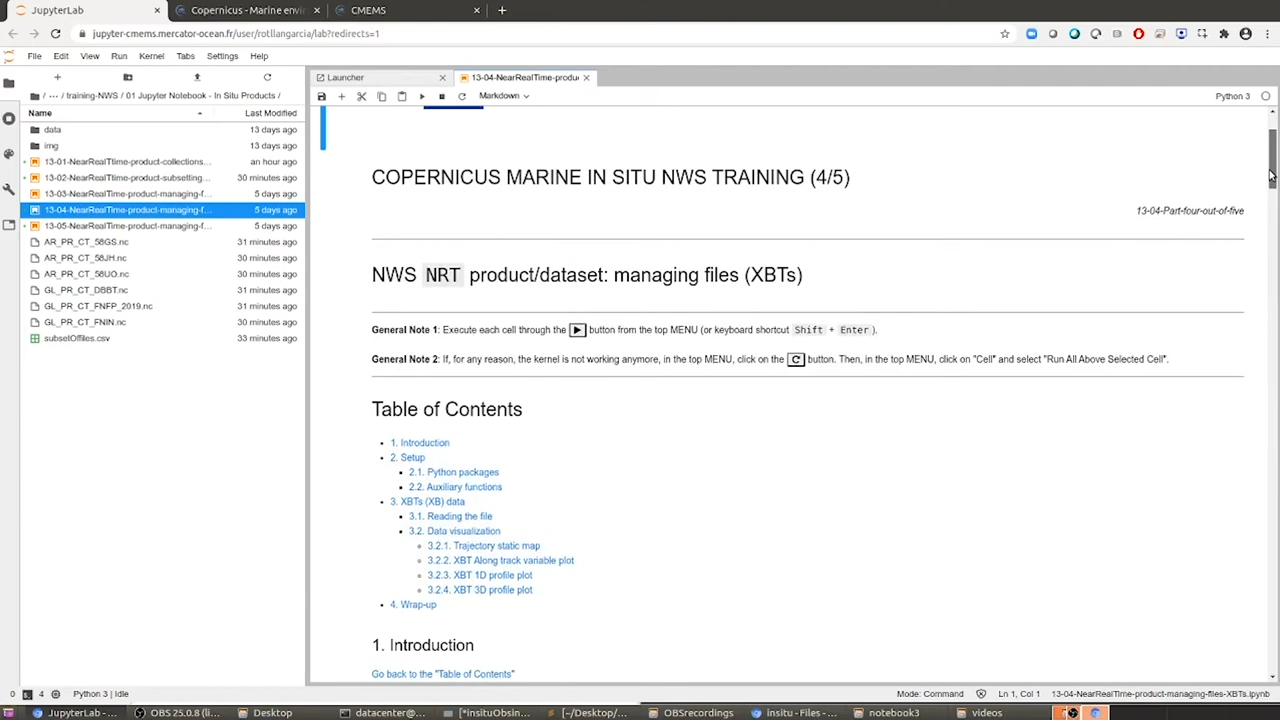 JupyterLab
Copernicus - Marine envi
CMEMS
jupyter-cmems.mercator-ocean.fr/user/rotllangarcia/lab?redirects=1
File Edit View Run Kernel Tabs Settings Help
Launcher
13-04-NearRealTime-produc
/ ··· / training-NWS / 01 Jupyter Notebook - In Situ Products /
Markdown
Python 3
Name Last Modified
data 13 days ago
img 13 days ago
13-01-NearRealTtime-product-collections... an hour ago
13-02-NearRealTime-product-subsetting... 30 minutes ago
13-03-NearRealTime-product-managing-f... 5 days ago
13-04-NearRealTime-product-managing-f... 5 days ago
13-05-NearRealTime-product-managing-f... 5 days ago
AR_PR_CT_58GS.nc 31 minutes ago
AR_PR_CT_58JH.nc 30 minutes ago
AR_PR_CT_58UO.nc 30 minutes ago
GL_PR_CT_DBBT.nc 31 minutes ago
GL_PR_CT_FNFP_2019.nc 31 minutes ago
GL_PR_CT_FNIN.nc 30 minutes ago
subsetOffiles.csv 33 minutes ago
COPERNICUS MARINE IN SITU NWS TRAINING (4/5)
13-04-Part-four-out-of-five
NWS NRT product/dataset: managing files (XBTs)
General Note 1: Execute each cell through the button from the top MENU (or keyboard shortcut Shift + Enter ).
General Note 2: If, for any reason, the kernel is not working anymore, in the top MENU, click on the button. Then, in the top MENU, click on "Cell" and select "Run All Above Selected Cell".
Table of Contents
1. Introduction
2. Setup
2.1. Python packages
2.2. Auxiliary functions
3. XBTs (XB) data
3.1. Reading the file
3.2. Data visualization
3.2.1. Trajectory static map
3.2.2. XBT Along track variable plot
3.2.3. XBT 1D profile plot
3.2.4. XBT 3D profile plot
4. Wrap-up
1. Introduction
Go back to the "Table of Contents"
0 4 Python 3 | Idle
Mode: Command Ln 1, Col 1 13-04-NearRealTime-product-managing-files-XBTs.ipynb
JupyterLab - ... OBS 25.0.8 (li... Desktop datacenter@... [*insituObsin... [~/Desktop/... OBSrecordings insitu - Files -... notebook3 videos